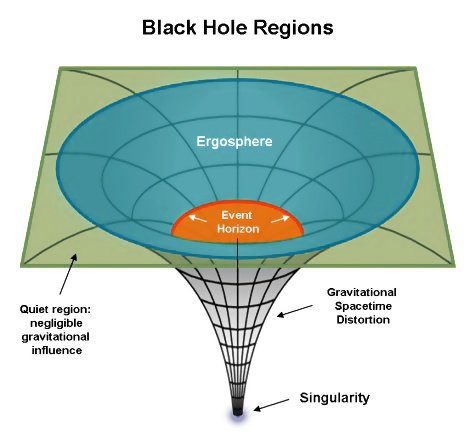 Black Hole Regions
Ergosphere
Event
Horizon
Quiet region:
negligible
gravitational
influence
Gravitational
Spacetime
Distortion
Singularity